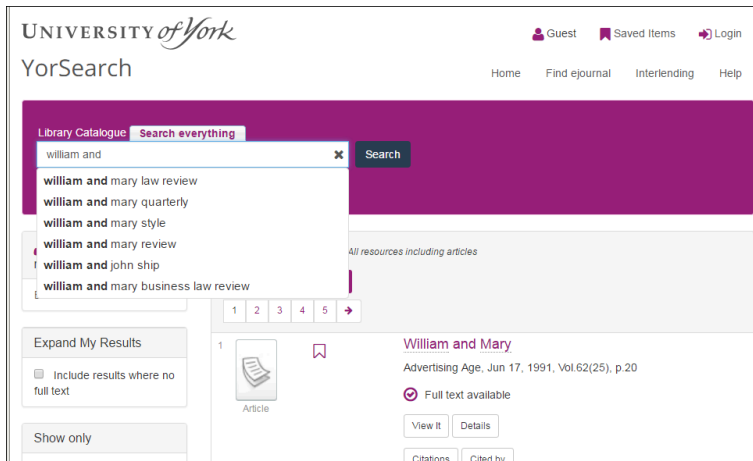 UNIVERSITY of York
Guest Saved Items Login
YorSearch
Home Find ejournal Interlending Help
Library Catalogue Search everything
william and Search
william and mary law review
william and mary quarterly
william and mary style
william and mary review
william and john ship
william and mary business law review
All resources including articles
1 2 3 4 5
Expand My Results
Include results where no
full text
Show only
1
Article
William and Mary
Advertising Age, Jun 17, 1991, Vol.62(25), p.20
Full text available
View It Details
Citations Cited by